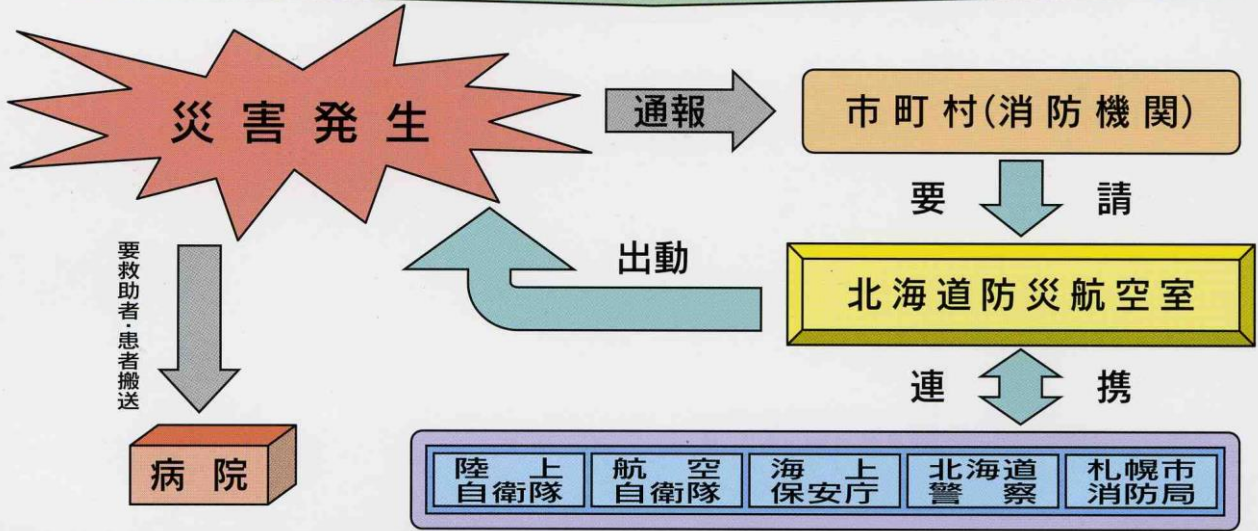 災害発生
通報
市町村(消防機関)
要請
出動
北海道防災航空室
要救助者・患者搬送
連携
病院
陸上
自衛隊
航空
自衛隊
海上
保安庁
北海道
警察
札幌市
消防局